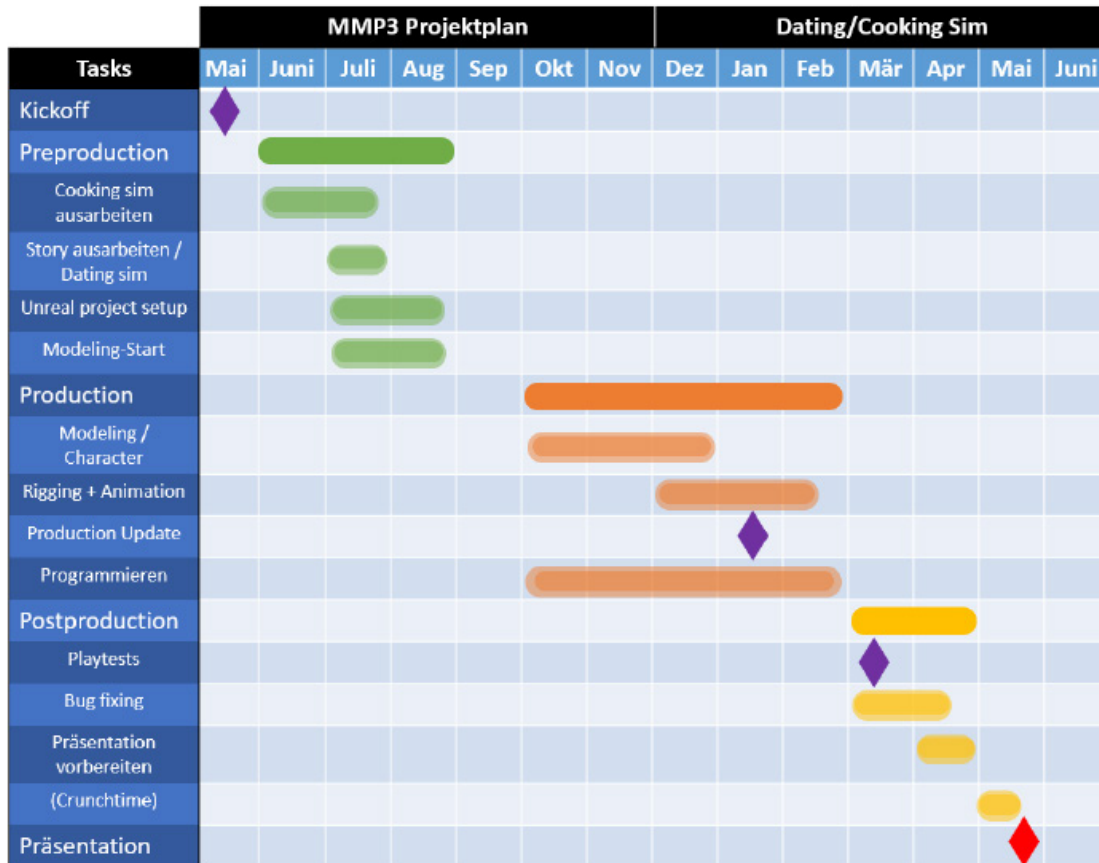 MMP3 Projektplan Dating/Cooking Sim
Tasks Mai Juni Juli Aug Sep Okt Nov Dez Jan Feb Mär Apr Mai Juni
Kickoff
Preproduction
Cooking sim
ausarbeiten
Story ausarbeiten /
Dating sim
Unreal project setup
Modeling-Start
Production
Modeling /
Character
Rigging + Animation
Production Update
Programmieren
Postproduction
Playtests
Bug fixing
Präsentation
vorbereiten
(Crunchtime)
Präsentation